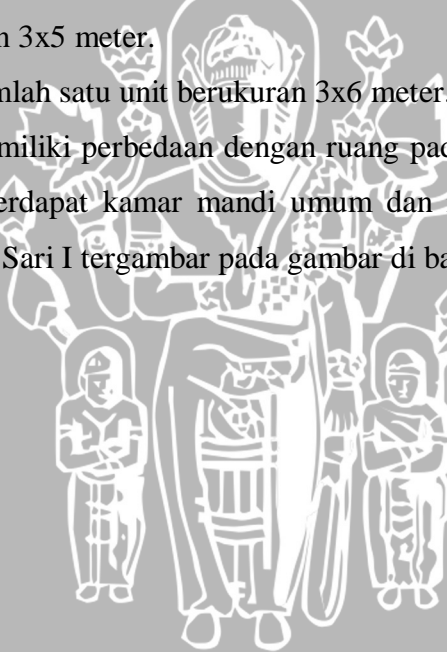 n 3x5 meter.
mlah satu unit berukuran 3x6 meter.
miliki perbedaan dengan ruang pad
erdapat kamar mandi umum dan
Sari I tergambar pada gambar di ba